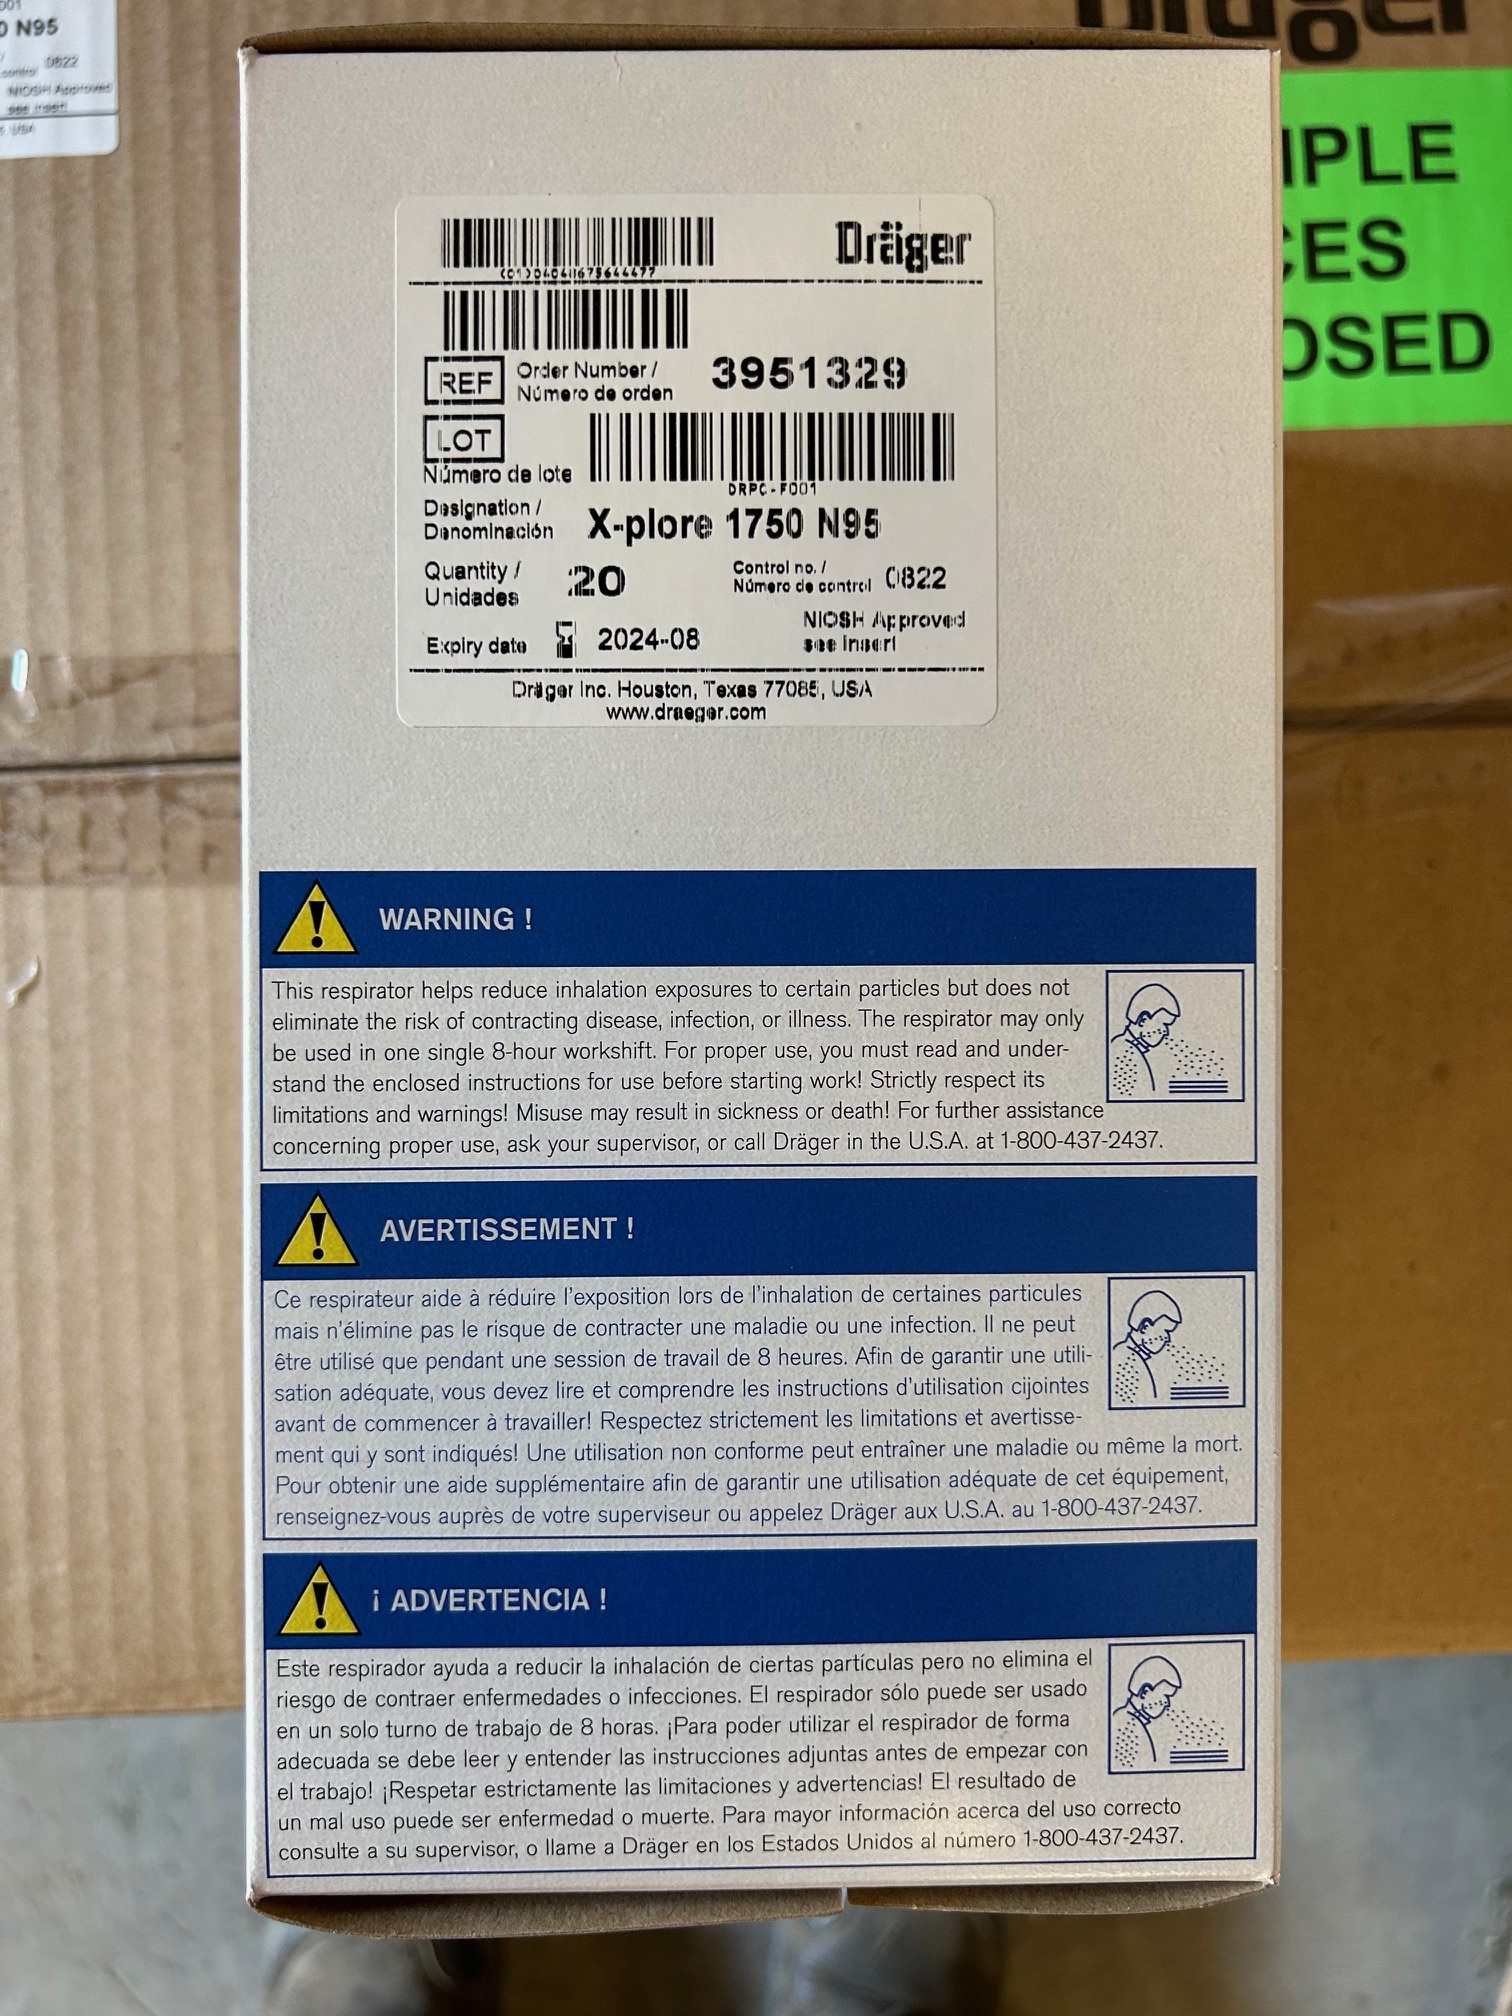 001
0 N95
0822
control
NIOSH Approved
see insert
USA
Dräger
IPLE
CES
OSED
Dräger
(01)04041675644477
REF
Order Number /
Número de orden
3951329
LOT
Número de lote
DRPC-F001
Designation /
Denominación
X-plore 1750 N95
Quantity /
Unidades
20
Control no. /
Número de control
0822
NIOSH Approved
see insert
Expiry date
2024-08
Dräger Inc. Houston, Texas 77085, USA
www.draeger.com
WARNING !
This respirator helps reduce inhalation exposures to certain particles but does not
eliminate the risk of contracting disease, infection, or illness. The respirator may only
be used in one single 8-hour workshift. For proper use, you must read and under-
stand the enclosed instructions for use before starting work! Strictly respect its
limitations and warnings! Misuse may result in sickness or death! For further assistance
concerning proper use, ask your supervisor, or call Dräger in the U.S.A. at 1-800-437-2437.
AVERTISSEMENT !
Ce respirateur aide à réduire l'exposition lors de l'inhalation de certaines particules
mais n'élimine pas le risque de contracter une maladie ou une infection. Il ne peut
être utilisé que pendant une session de travail de 8 heures. Afin de garantir une utili-
sation adéquate, vous devez lire et comprendre les instructions d'utilisation cijointes
avant de commencer à travailler! Respectez strictement les limitations et avertisse-
ment qui y sont indiqués! Une utilisation non conforme peut entraîner une maladie ou même la mort.
Pour obtenir une aide supplémentaire afin de garantir une utilisation adéquate de cet équipement,
renseignez-vous auprès de votre superviseur ou appelez Dräger aux U.S.A. au 1-800-437-2437.
¡ ADVERTENCIA !
Este respirador ayuda a reducir la inhalación de ciertas partículas pero no elimina el
riesgo de contraer enfermedades o infecciones. El respirador sólo puede ser usado
en un solo turno de trabajo de 8 horas. ¡Para poder utilizar el respirador de forma
adecuada se debe leer y entender las instrucciones adjuntas antes de empezar con
el trabajo! ¡Respetar estrictamente las limitaciones y advertencias! El resultado de
un mal uso puede ser enfermedad o muerte. Para mayor información acerca del uso correcto
consulte a su supervisor, o llame a Dräger en los Estados Unidos al número 1-800-437-2437.